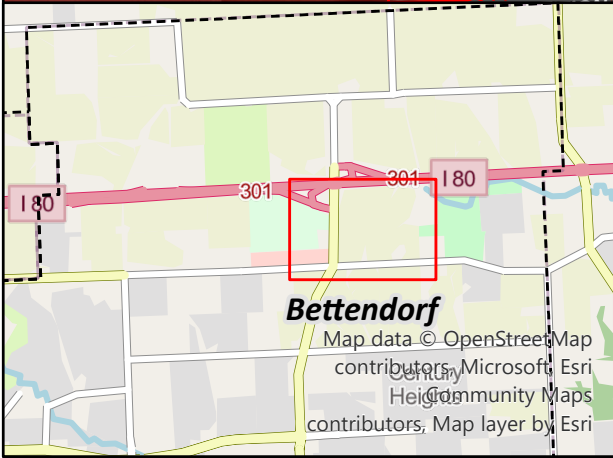 301
I 80
I 80
301
Bettendorf
Map data © OpenStreetMap
contributors, Microsoft, Esri
Century
Heights
Community Maps
contributors, Map layer by Esri